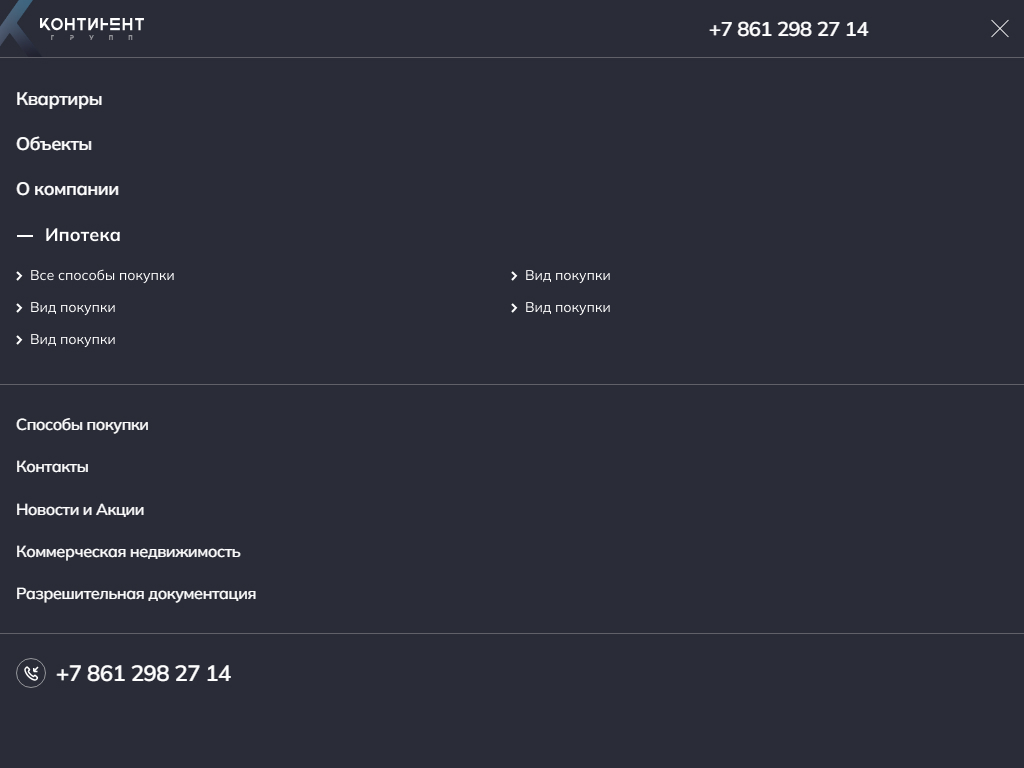 КОНТИНЕНТ
ГРУПП
+7 861 298 27 14
Квартиры
Объекты
О компании
Ипотека
Все способы покупки
Вид покупки
Вид покупки
Вид покупки
Вид покупки
Способы покупки
Контакты
Новости и Акции
Коммерческая недвижимость
Разрешительная документация
+7 861 298 27 14